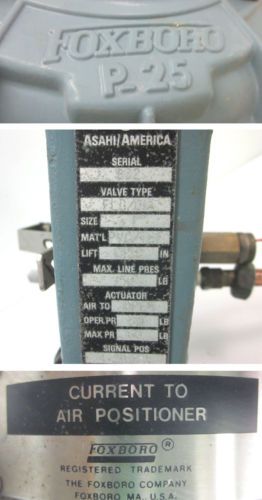 FOXBORO
P-25
ASAHI/AMERICA
SERIAL
VALVE TYPE
SIZE
MAT'L
LIFT IN
MAX. LINE PRES
LB
ACTUATOR
AIR TO
OPER.PR LB
MAX PR LB
SIGNAL POS
CURRENT TO
AIR POSITIONER
FOXBORO ®
REGISTERED TRADEMARK
THE FOXBORO COMPANY
FOXBORO MA., U.S.A.